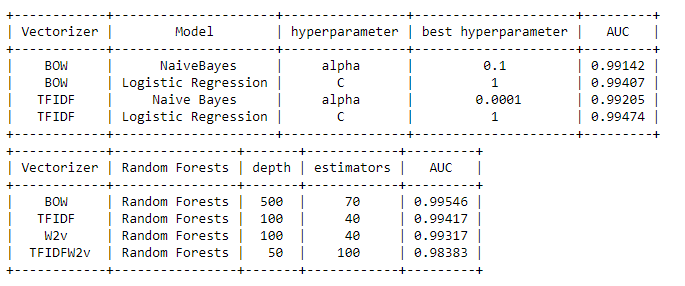 +------------+---------------------+----------------+---------------------+---------+
| Vectorizer |        Model        | hyperparameter | best hyperparameter |   AUC   |
+------------+---------------------+----------------+---------------------+---------+
|    BOW     |      NaiveBayes     |     alpha      |         0.1         | 0.99142 |
|    BOW     | Logistic Regression |       C        |          1          | 0.99407 |
|   TFIDF    |     Naive Bayes     |     alpha      |        0.0001       | 0.99205 |
|   TFIDF    | Logistic Regression |       C        |          1          | 0.99474 |
+------------+---------------------+----------------+---------------------+---------+
+------------+----------------+-------+------------+---------+
| Vectorizer | Random Forests | depth | estimators |   AUC   |
+------------+----------------+-------+------------+---------+
|    BOW     | Random Forests |  500  |     70     | 0.99546 |
|   TFIDF    | Random Forests |  100  |     40     | 0.99417 |
|    W2v     | Random Forests |  100  |     40     | 0.99317 |
|  TFIDFW2v  | Random Forests |   50  |    100     | 0.98383 |
+------------+----------------+-------+------------+---------+